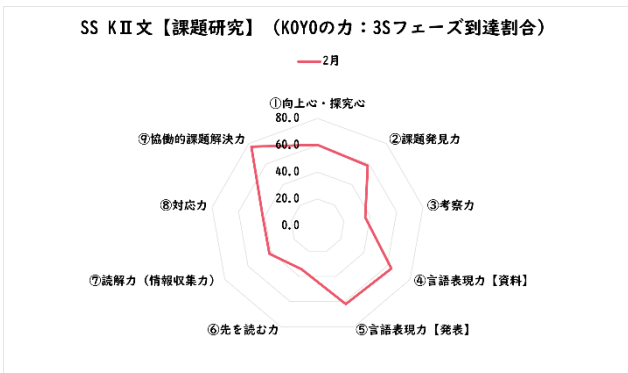 SS KⅡ文【課題研究】（KOYOの力：3Sフェーズ到達割合）
2月
①向上心・探究心
②課題発見力
③考察力
④言語表現力【資料】
⑤言語表現力【発表】
⑥先を読む力
⑦読解力（情報収集力）
⑧対応力
⑨協働的課題解決力
80.0
60.0
40.0
20.0
0.0